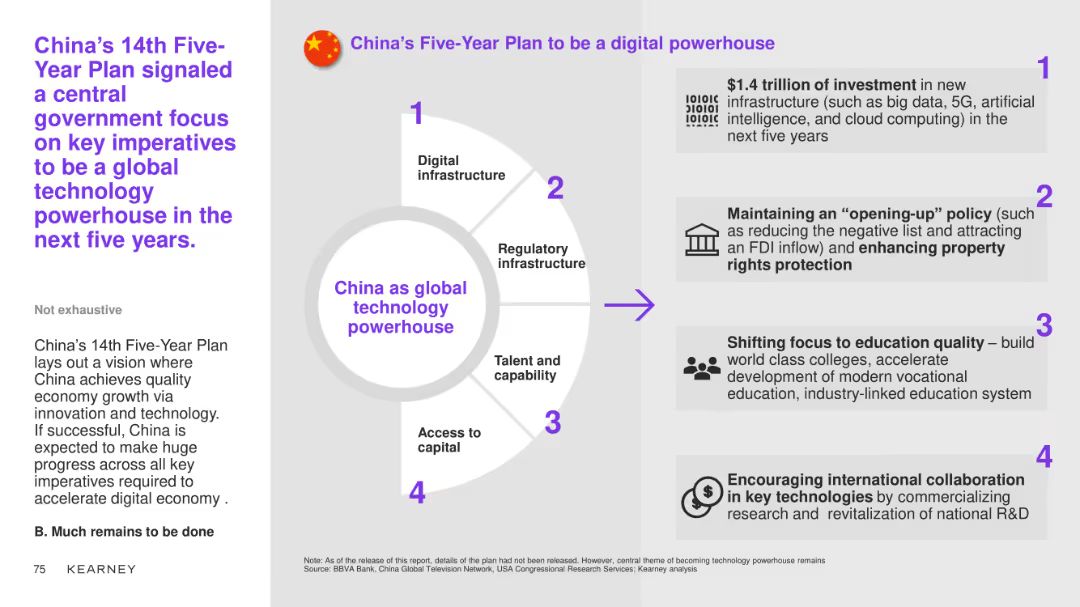 China's 14th Five-
Year Plan signaled
a central
government focus
on key imperatives
to be a global
technology
powerhouse in the
next five years.
Not exhaustive
China's 14th Five-Year Plan
lays out a vision where
China achieves quality
economy growth via
innovation and technology.
If successful, China is
expected to make huge
progress across all key
imperatives required to
accelerate digital economy .
B. Much remains to be done
75 KEARNEY
China's Five-Year Plan to be a digital powerhouse
1
Digital
infrastructure
2
Regulatory
infrastructure
China as global
technology
powerhouse
Talent and
capability
3
Access to
capital
4
1
$1.4 trillion of investment in new
infrastructure (such as big data, 5G, artificial
intelligence, and cloud computing) in the
next five years
2
Maintaining an “opening-up” policy (such
as reducing the negative list and attracting
an FDI inflow) and enhancing property
rights protection
3
Shifting focus to education quality – build
world class colleges, accelerate
development of modern vocational
education, industry-linked education system
4
$
$
Encouraging international collaboration
in key technologies by commercializing
research and revitalization of national R&D
Note: As of the release of this report, details of the plan had not been released. However, central theme of becoming technology powerhouse remains
Source: BBVA Bank, China Global Television Network, USA Congressional Research Services; Kearney analysis